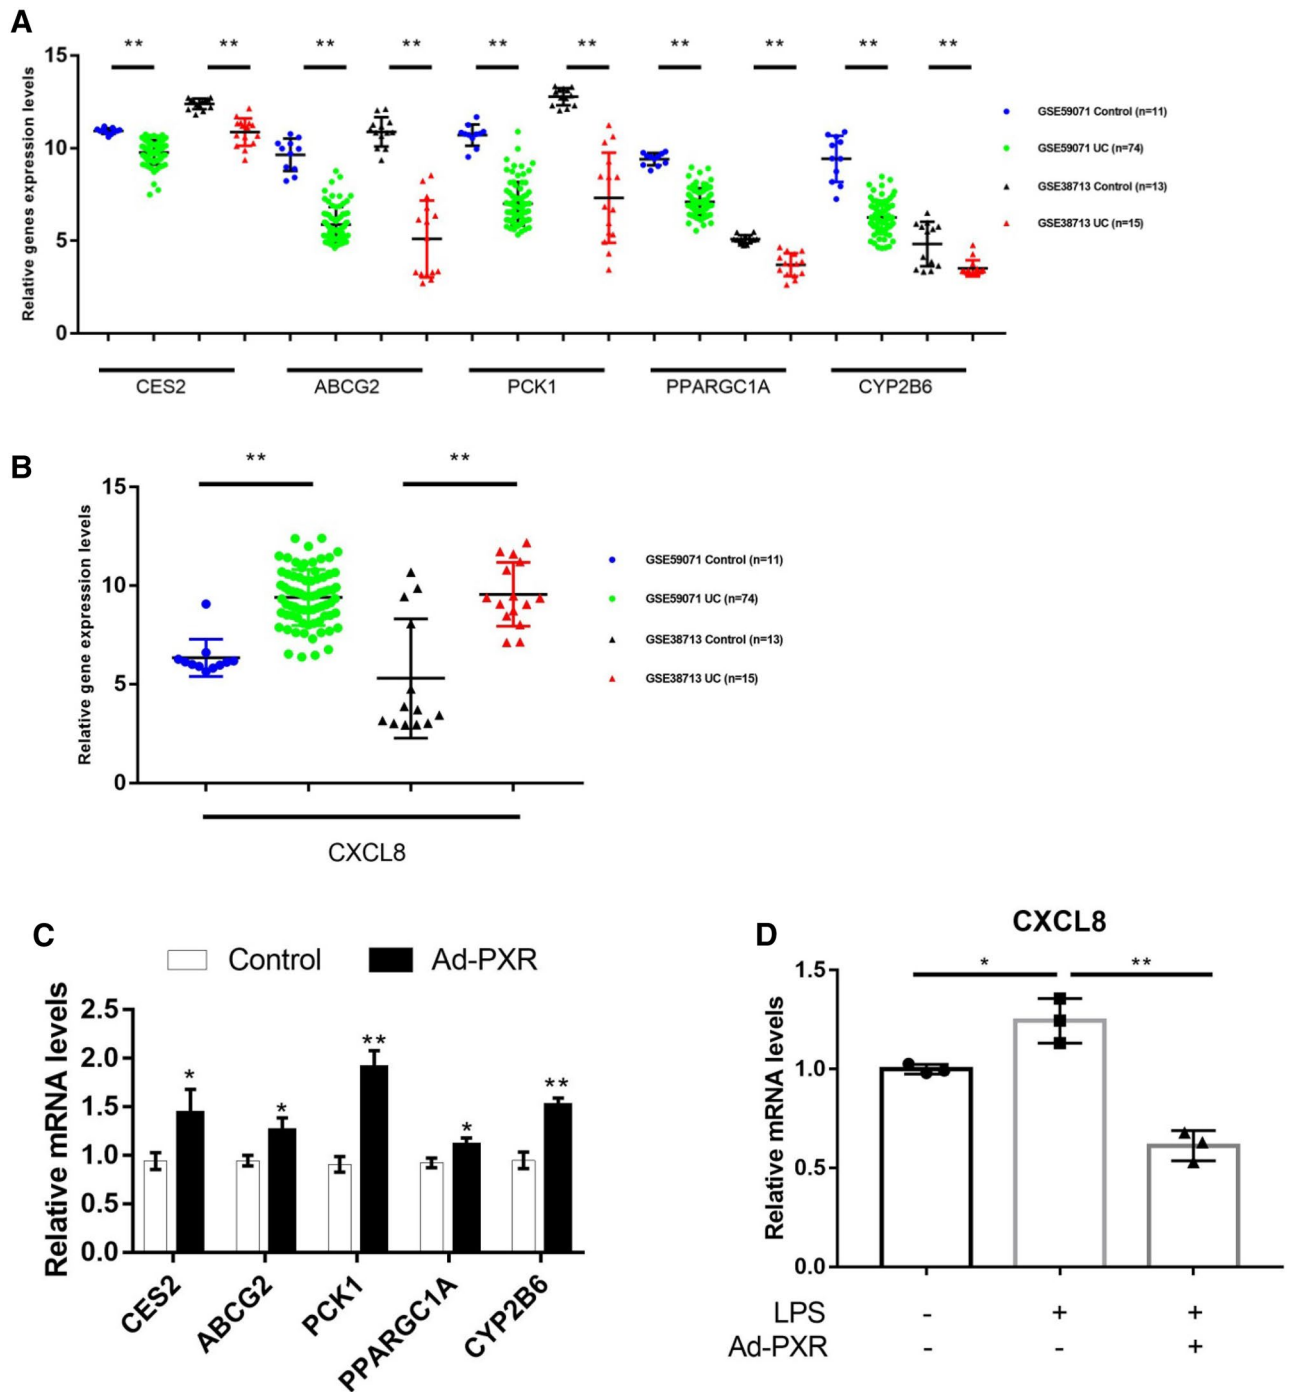 A
** ** ** ** ** ** ** ** ** **
15
10
5
0
Relative genes expression levels
GSE59071 Control (n=11)
GSE59071 UC (n=74)
GSE38713 Control (n=13)
GSE38713 UC (n=15)
CES2 ABCG2 PCK1 PPARGC1A CYP2B6
B
** **
15
10
5
0
Relative gene expression levels
GSE59071 Control (n=11)
GSE59071 UC (n=74)
GSE38713 Control (n=13)
GSE38713 UC (n=15)
CXCL8
C
Control Ad-PXR
2.5
2.0
1.5
1.0
0.5
0.0
Relative mRNA levels
* * ** * **
CES2 ABCG2 PCK1 PPARGC1A CYP2B6
D
CXCL8
* **
1.5
1.0
0.5
0.0
Relative mRNA levels
LPS - + +
Ad-PXR - - +